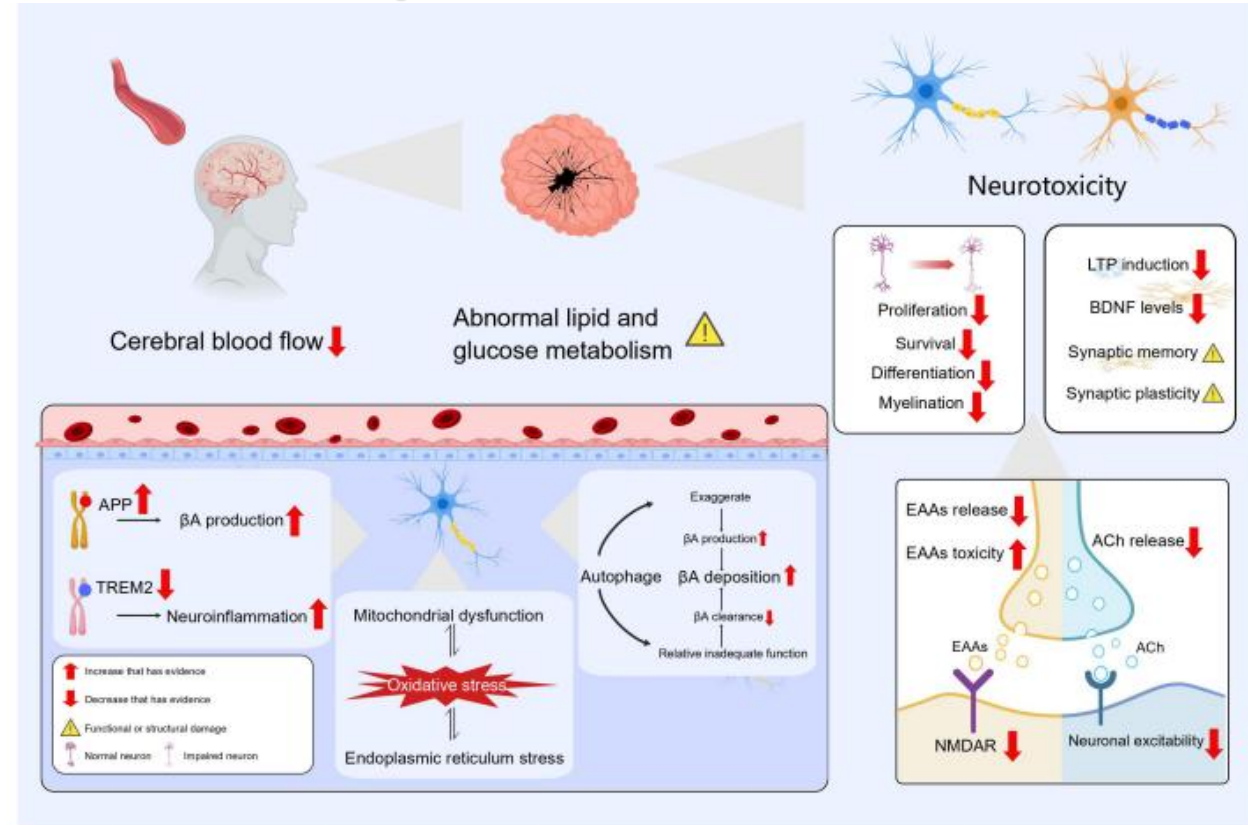 Neurotoxicity
Cerebral blood flow
Abnormal lipid and
glucose metabolism
Proliferation
Survival
Differentiation
Myelination
LTP induction
BDNF levels
Synaptic memory
Synaptic plasticity
APP
βA production
TREM2
Neuroinflammation
Increase that has evidence
Decrease that has evidence
Functional or structural damage
Normal neuron
Impaired neuron
Mitochondrial dysfunction
Oxidative stress
Endoplasmic reticulum stress
Exaggerate
βA production
Autophage
βA deposition
βA clearance
Relative inadequate function
EAAs release
EAAs toxicity
ACh release
EAAs
ACh
NMDAR
Neuronal excitability